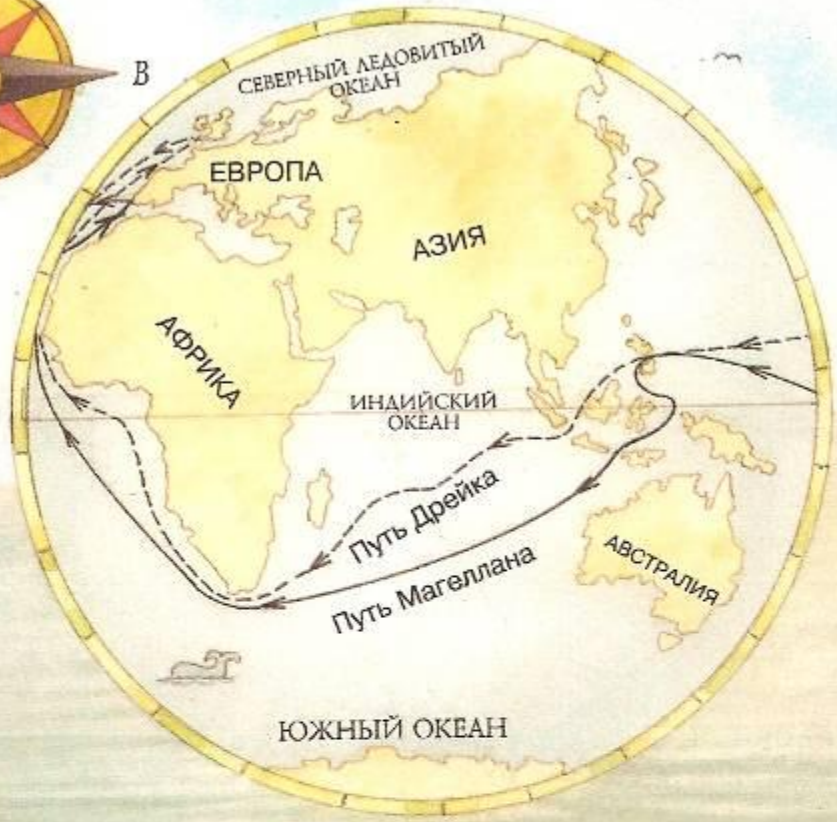 В
СЕВЕРНЫЙ ЛЕДОВИТЫЙ
ОКЕАН
ЕВРОПА
АЗИЯ
АФРИКА
ИНДИЙСКИЙ
ОКЕАН
Путь Дрейка
Путь Магеллана
АВСТРАЛИЯ
ЮЖНЫЙ ОКЕАН